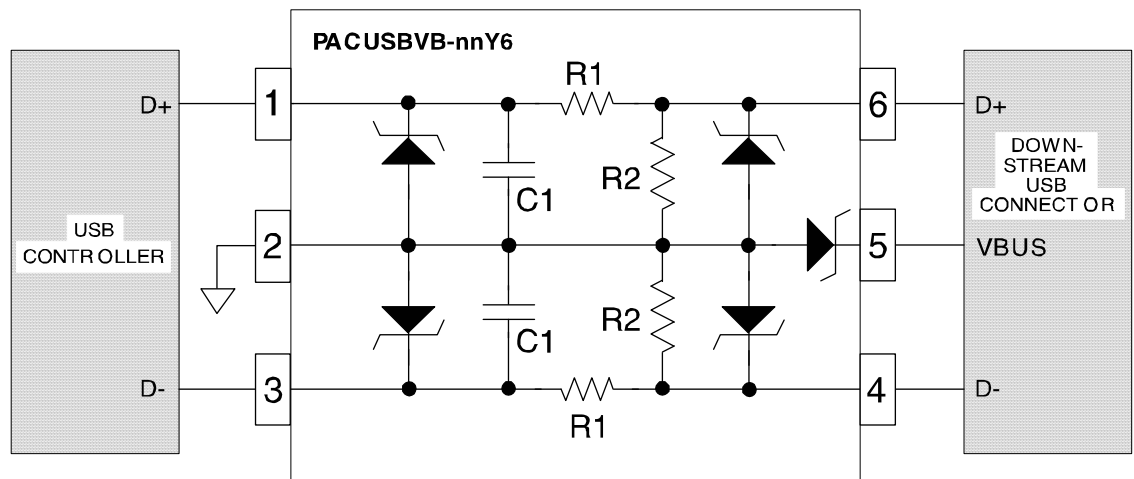 PACUSBVB-nnY6
R1
D+
1
6
D+
DOWN-
STREAM
USB
CONNECTOR
R2
C1
USB
CONTROLLER
2
5
VBUS
R2
C1
D-
3
4
D-
R1